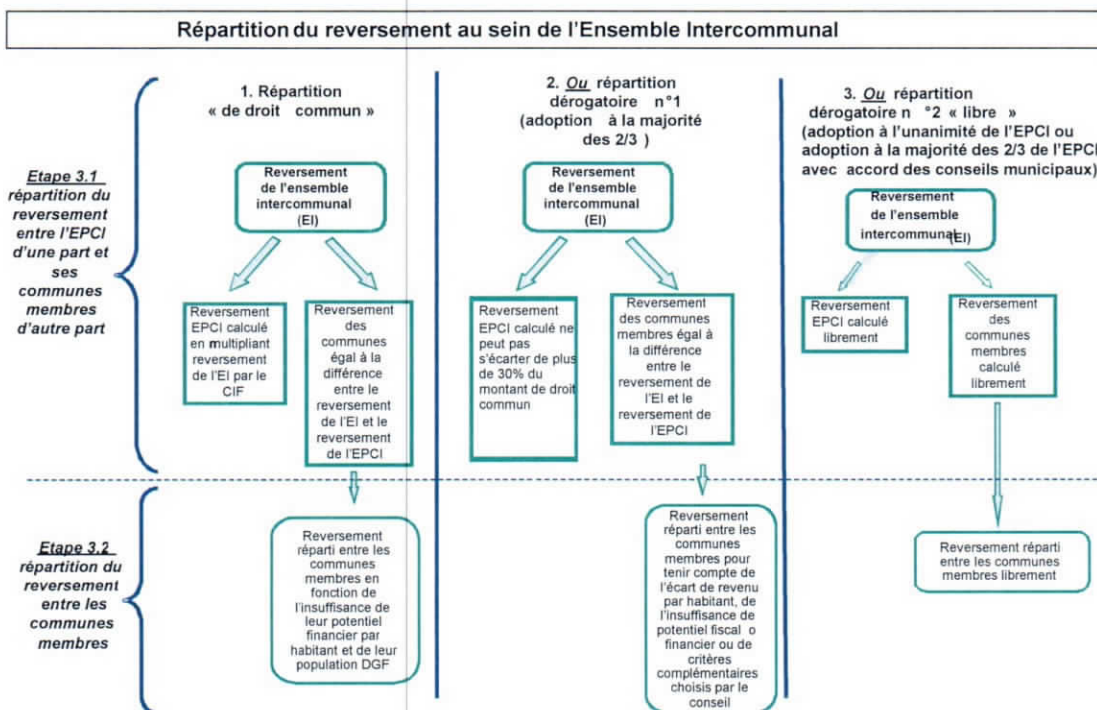 Répartition du reversement au sein de l'Ensemble Intercommunal
1. Répartition
« de droit commun »
2. Ou répartition
dérogatoire n°1
(adoption à la majorité
des 2/3 )
3. Ou répartition
dérogatoire n °2 « libre »
(adoption à l'unanimité de l'EPCI ou
adoption à la majorité des 2/3 de l'EPCI
avec accord des conseils municipaux)
Etape 3.1
répartition du
reversement
entre l'EPCI
d'une part et
ses
communes
membres
d'autre part
Reversement
de l'ensemble
intercommunal
(EI)
Reversement
EPCI calculé
en multipliant
reversement
de l'EI par le
CIF
Reversement
des
communes
égal à la
différence
entre le
reversement
de l'EI et le
reversement
de l'EPCI
Reversement
de l'ensemble
intercommunal
(EI)
Reversement
EPCI calculé ne
peut pas
s'écarter de plus
de 30% du
montant de droit
commun
Reversement
des communes
membres égal à
la différence
entre le
reversement de
l'EI et le
reversement de
l'EPCI
Reversement
de l'ensemble
intercommunal (EI)
Reversement
EPCI calculé
librement
Reversement
des
communes
membres
calculé
librement
Etape 3.2
répartition du
reversement
entre les
communes
membres
Reversement
réparti entre les
communes
membres en
fonction de
l'insuffisance de
leur potentiel
financier par
habitant et de leur
population DGF
Reversement
réparti entre les
communes
membres pour
tenir compte de
l'écart de revenu
par habitant, de
l'insuffisance de
potentiel fiscal o
financier ou de
critères
complémentaires
choisis par le
conseil
Reversement réparti
entre les communes
membres librement